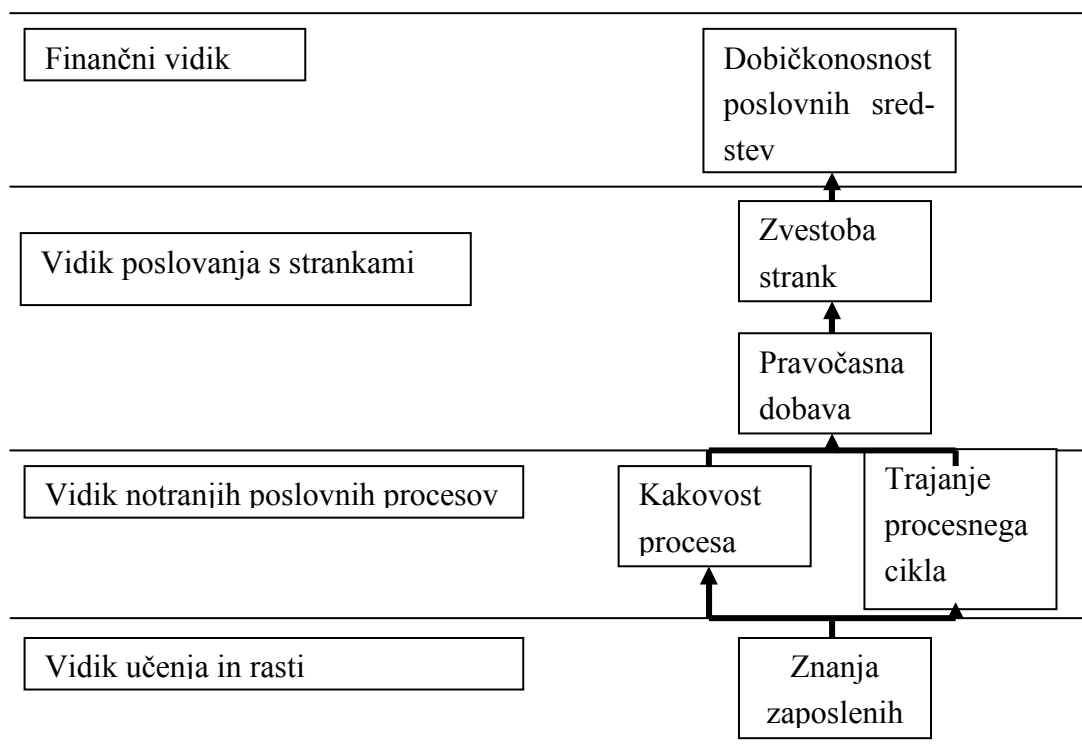 Finančni vidik
Dobičkonosnost
poslovnih sred-
stev
Vidik poslovanja s strankami
Zvestoba
strank
Pravočasna
dobava
Vidik notranjih poslovnih procesov
Kakovost
procesa
Trajanje
procesnega
cikla
Vidik učenja in rasti
Znanja
zaposlenih